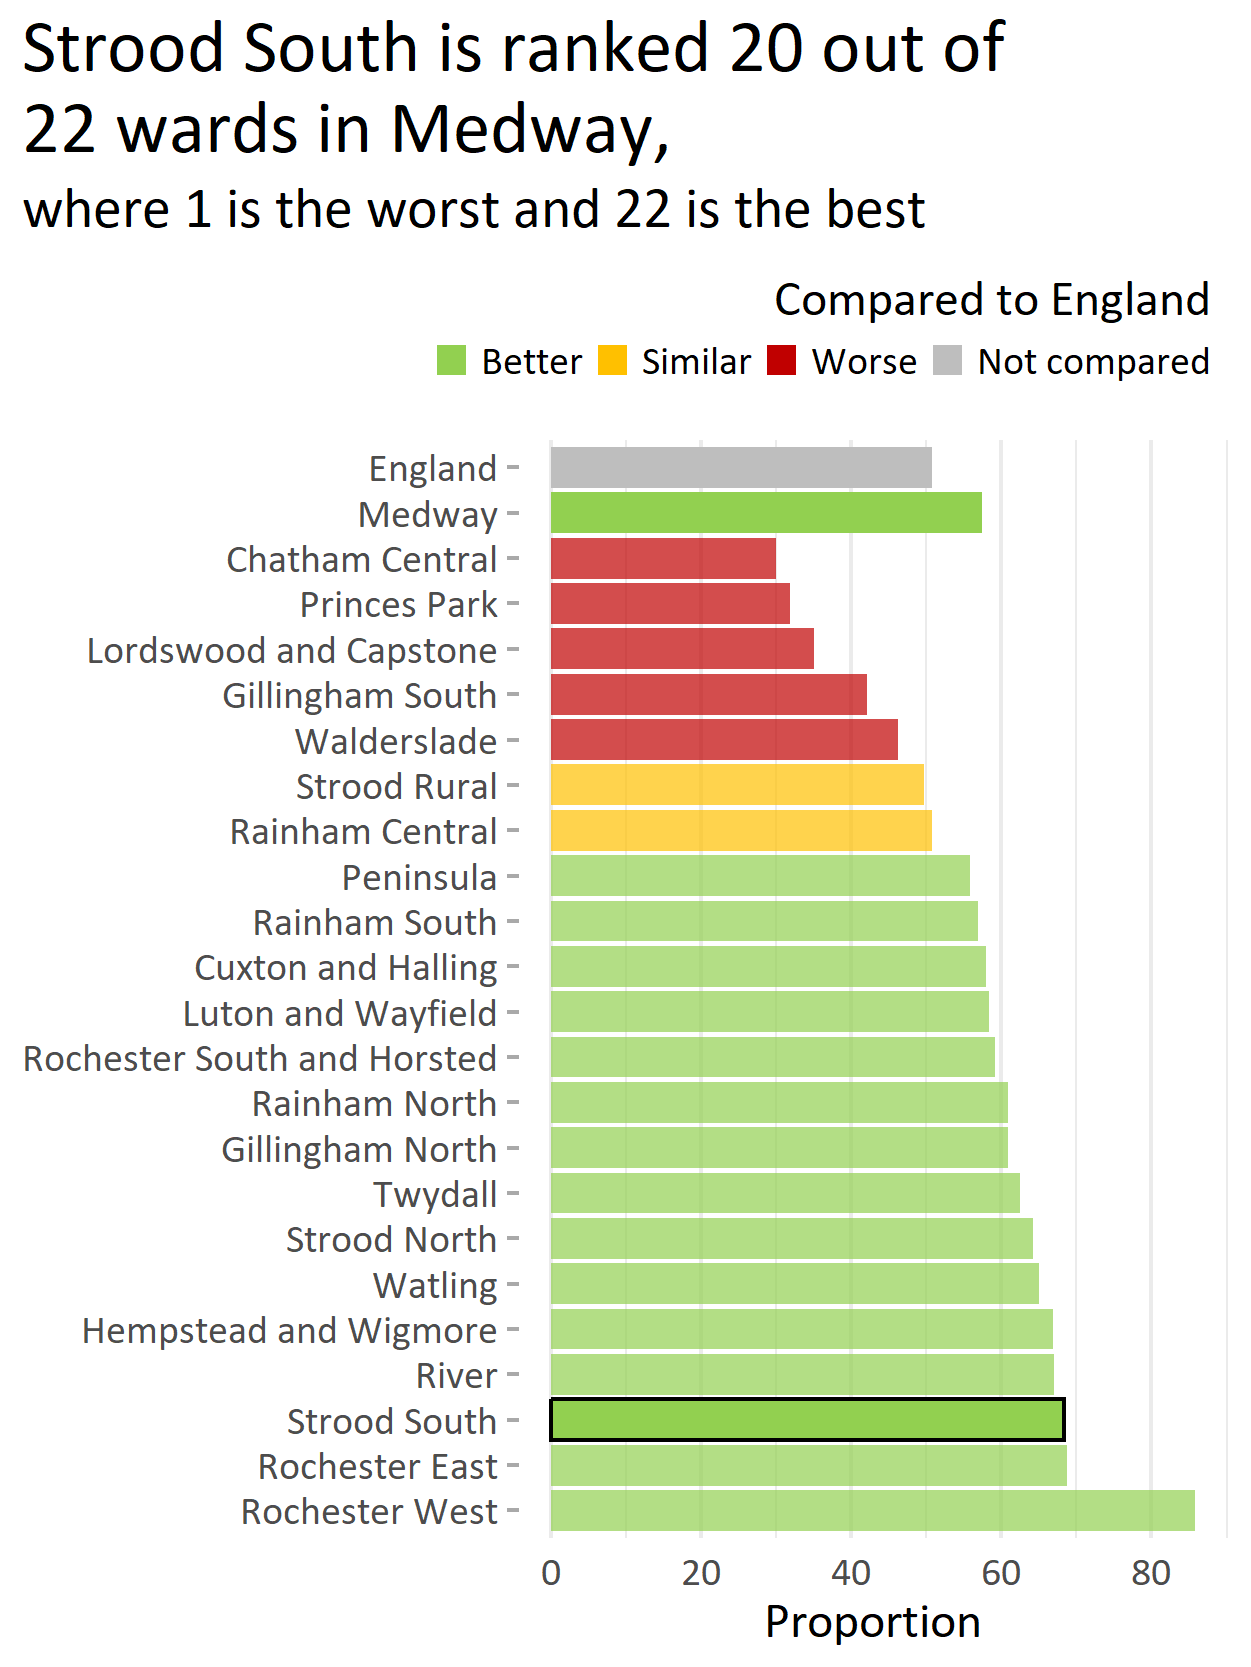 Strood South is ranked 20 out of
22 wards in Medway,
where 1 is the worst and 22 is the best
Compared to England
Better Similar Worse Not compared
England
Medway
Chatham Central
Princes Park
Lordswood and Capstone
Gillingham South
Walderslade
Strood Rural
Rainham Central
Peninsula
Rainham South
Cuxton and Halling
Luton and Wayfield
Rochester South and Horsted
Rainham North
Gillingham North
Twydall
Strood North
Watling
Hempstead and Wigmore
River
Strood South
Rochester East
Rochester West
0 20 40 60 80
Proportion